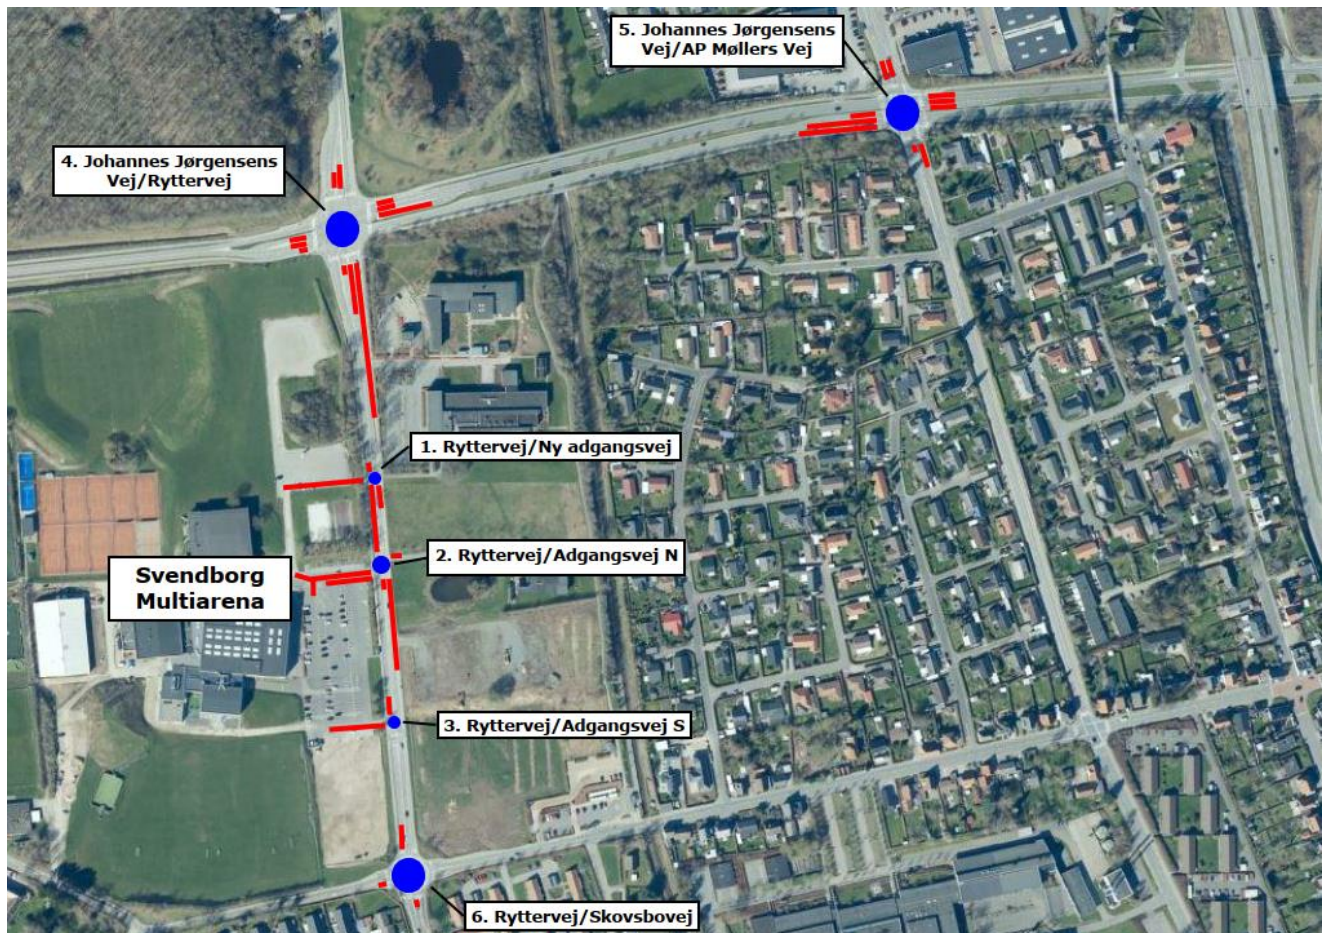 5. Johannes Jørgensens
Vej/AP Møllers Vej
4. Johannes Jørgensens
Vej/Ryttervej
1. Ryttervej/Ny adgangsvej
2. Ryttervej/Adgangsvej N
Svendborg
Multiarena
3. Ryttervej/Adgangsvej S
6. Ryttervej/Skovsbovej